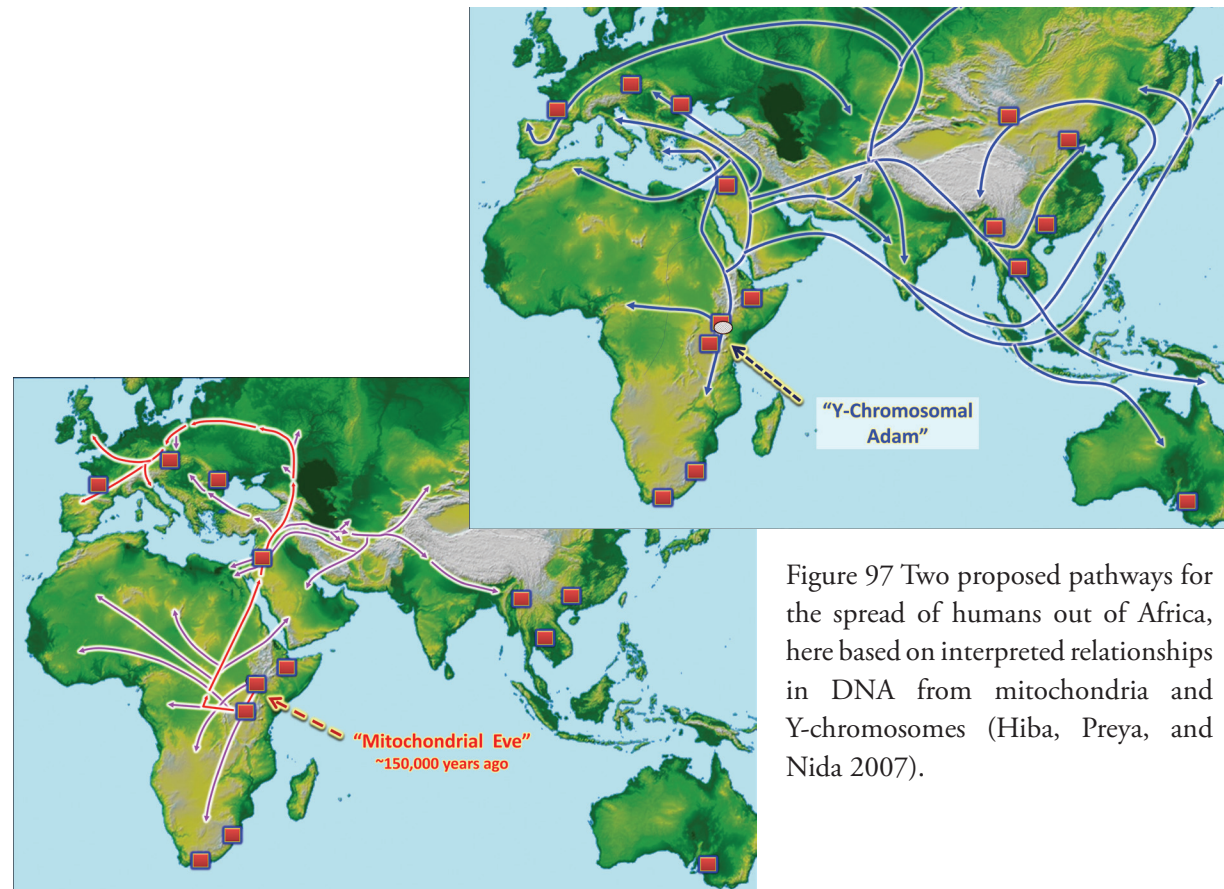 "Y-Chromosomal
Adam"
"Mitochondrial Eve"
~150,000 years ago
Figure 97 Two proposed pathways for
the spread of humans out of Africa,
here based on interpreted relationships
in DNA from mitochondria and
Y-chromosomes (Hiba, Preya, and
Nida 2007).